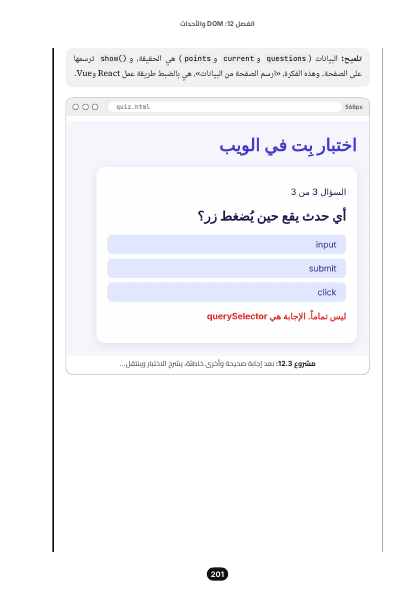 الفصل 12: DOM والأحداث
تلميح: البيانات (questions و current و points) هي الحقيقة، و show() ترسمها
على الصفحة. وهذه الفكرة، «ارسم الصفحة من البيانات»، هي بالضبط طريقة عمل React وVue.
quiz.html
560px
اختبار بِت في الويب
السؤال 3 من 3
أي حدث يقع حين يُضغط زر؟
input
submit
click
ليس تماماً. الإجابة هي querySelector
مشروع 12.3: بعد إجابة صحيحة وأخرى خاطئة، يشرح الاختبار وينتقل...
201